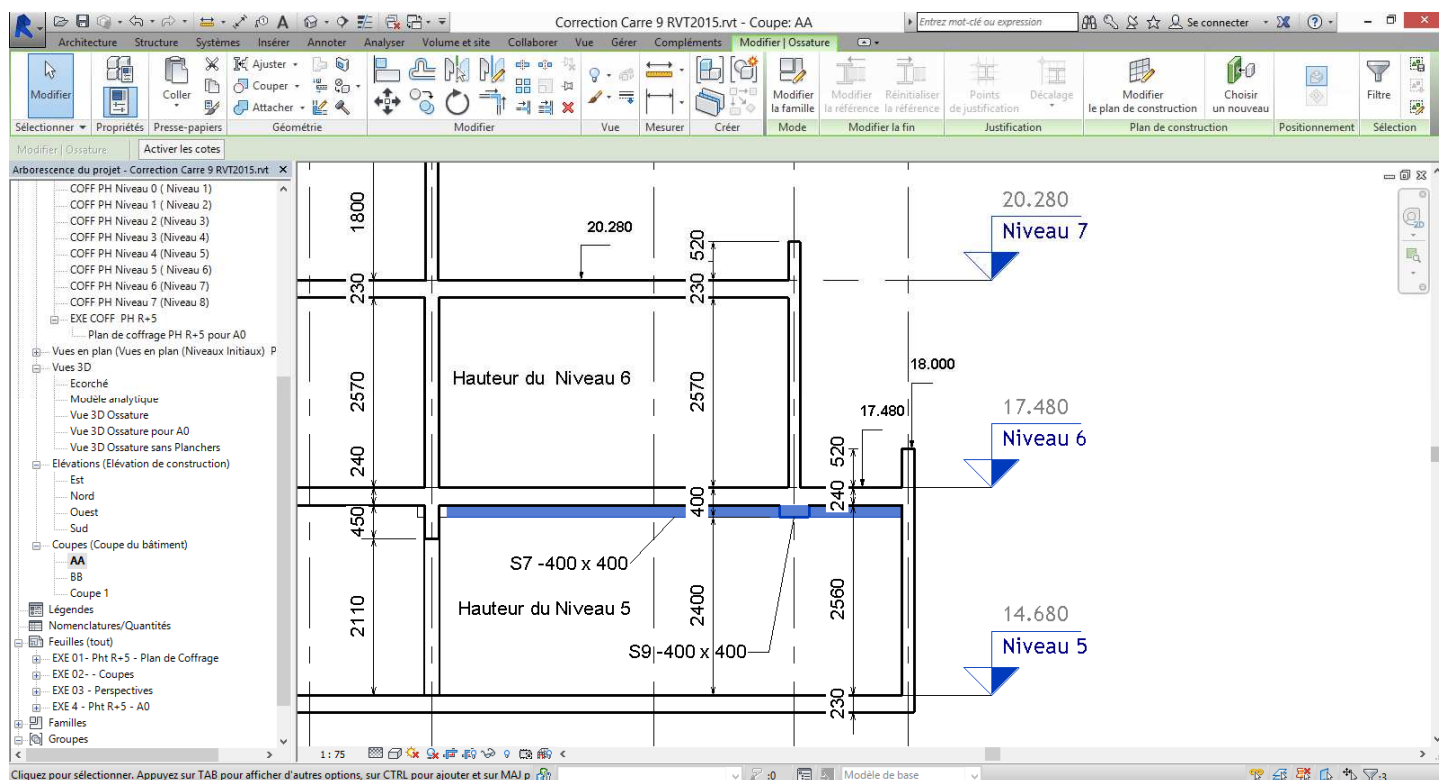 Correction Carre 9 RVT2015.rvt - Coupe: AA
Entrez mot-clé ou expression
Se connecter
Architecture Structure Systèmes Insérer Annoter Analyser Volume et site Collaborer Vue Gérer Compléments Modifier | Ossature
Modifier
Coller
Ajuster
Couper
Attacher
Modifier la famille
Modifier la référence
Réinitialiser la référence
Points de justification
Décalage
Modifier le plan de construction
Choisir un nouveau
Filtre
Sélectionner Propriétés Presse-papiers Géométrie Modifier Vue Mesurer Créer Mode Modifier la fin Justification Plan de construction Positionnement Sélection
Modifier | Ossature Activer les cotes
Arborescence du projet - Correction Carre 9 RVT2015.rvt X
COFF PH Niveau 0 ( Niveau 1)
COFF PH Niveau 1 ( Niveau 2)
COFF PH Niveau 2 (Niveau 3)
COFF PH Niveau 3 (Niveau 4)
COFF PH Niveau 4 (Niveau 5)
COFF PH Niveau 5 ( Niveau 6)
COFF PH Niveau 6 (Niveau 7)
COFF PH Niveau 7 (Niveau 8)
EXE COFF PH R+5
Plan de coffrage PH R+5 pour A0
Vues en plan (Vues en plan (Niveaux Initiaux) P
Vues 3D
Ecorché
Modèle analytique
Vue 3D Ossature
Vue 3D Ossature pour A0
Vue 3D Ossature sans Planchers
Elévations (Elévation de construction)
Est
Nord
Ouest
Sud
Coupes (Coupe du bâtiment)
AA
BB
Coupe 1
Légendes
Nomenclatures/Quantités
Feuilles (tout)
EXE 01- Pht R+5 - Plan de Coffrage
EXE 02- - Coupes
EXE 03 - Perspectives
EXE 4 - Pht R+5 - A0
Familles
Groupes
1800
230
2570
240
450
2110
20.280
520
230
2570
400
2400
Hauteur du Niveau 6
S7 -400 x 400
Hauteur du Niveau 5
S9 -400 x 400
18.000
17.480
520
240
2560
230
20.280
Niveau 7
17.480
Niveau 6
14.680
Niveau 5
2D
1 : 75
Cliquez pour sélectionner. Appuyez sur TAB pour afficher d'autres options, sur CTRL pour ajouter et sur MAJ p
:0
Modèle de base
:3